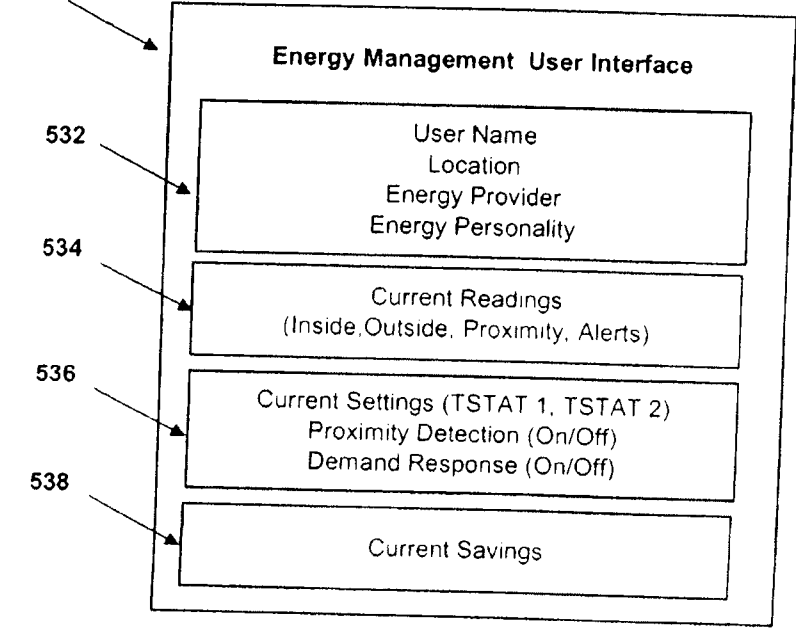 Energy Management User Interface
532
User Name
Location
Energy Provider
Energy Personality
534
Current Readings
(Inside,Outside, Proximity, Alerts)
536
Current Settings (TSTAT 1, TSTAT 2)
Proximity Detection (On/Off)
Demand Response (On/Off)
538
Current Savings